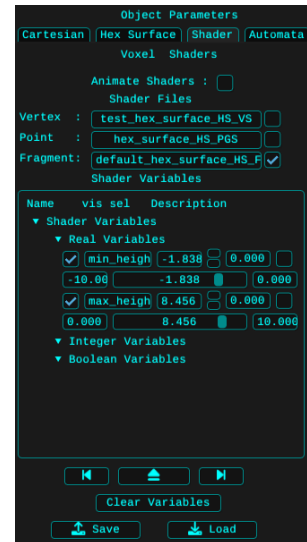 Object Parameters
Cartesian Hex Surface Shader Automata
Voxel Shaders
Animate Shaders :
Shader Files
Vertex : test_hex_surface_HS_VS
Point : hex_surface_HS_PGS
Fragment: default_hex_surface_HS_F
Shader Variables
Name vis sel Description
▼ Shader Variables
▼ Real Variables
min_heigh -1.838 0.000
-10.00 -1.838 0.000
max_heigh 8.456 0.000
0.000 8.456 10.000
▼ Integer Variables
▼ Boolean Variables
Clear Variables
Save Load